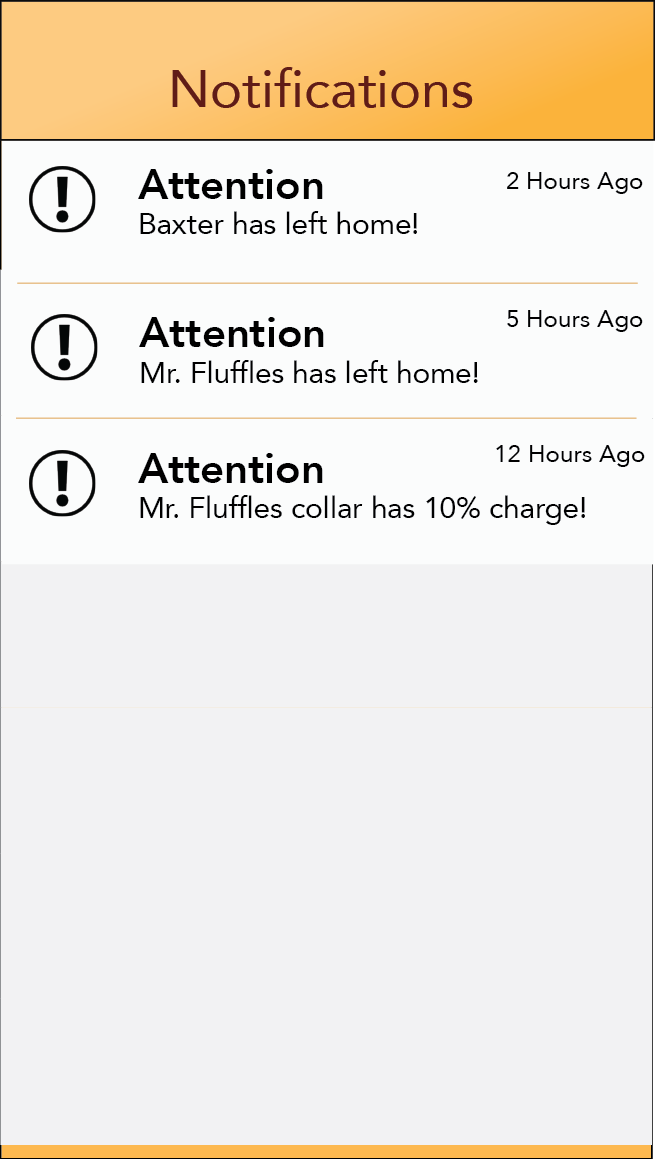 Notifications
Attention
2 Hours Ago
Baxter has left home!
Attention
5 Hours Ago
Mr. Fluffles has left home!
Attention
12 Hours Ago
Mr. Fluffles collar has 10% charge!